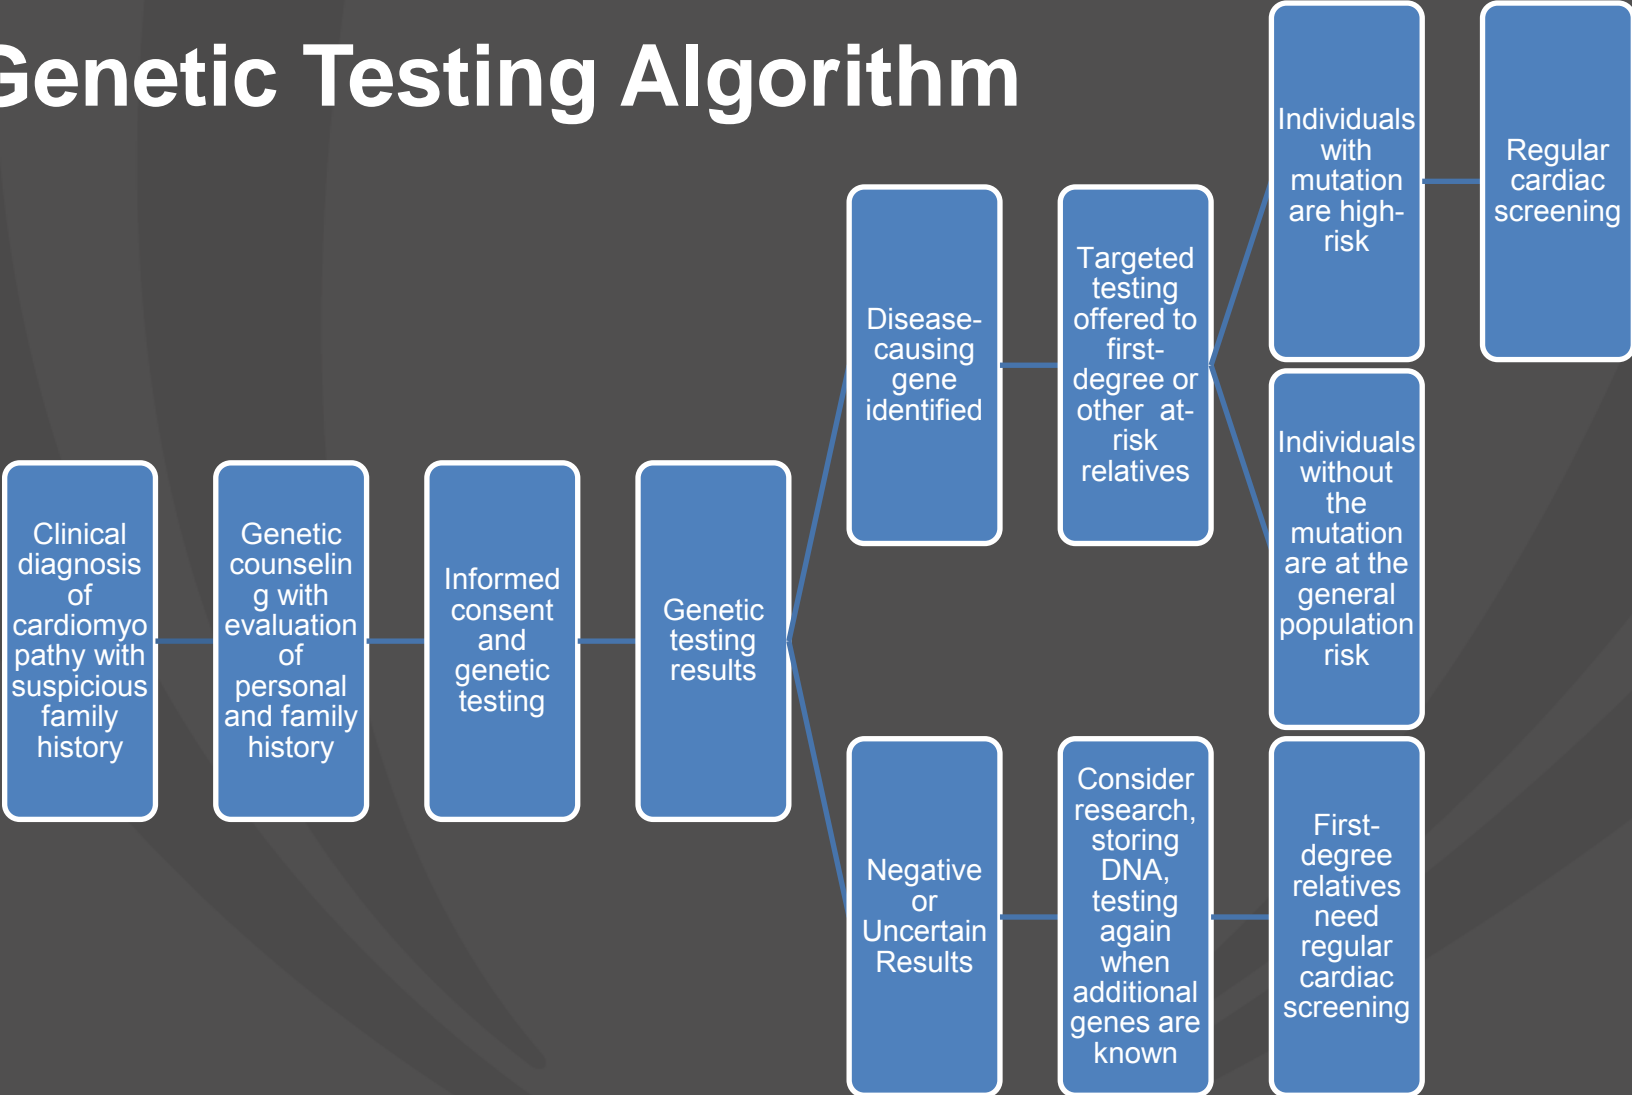 Genetic Testing Algorithm
Clinical
diagnosis
of
cardiomyo
pathy with
suspicious
family
history
Genetic
counselin
g with
evaluation
of
personal
and family
history
Informed
consent
and
genetic
testing
Genetic
testing
results
Disease-
causing
gene
identified
Targeted
testing
offered to
first-
degree or
other at-
risk
relatives
Individuals
with
mutation
are high-
risk
Regular
cardiac
screening
Individuals
without
the
mutation
are at the
general
population
risk
Negative
or
Uncertain
Results
Consider
research,
storing
DNA,
testing
again
when
additional
genes are
known
First-
degree
relatives
need
regular
cardiac
screening